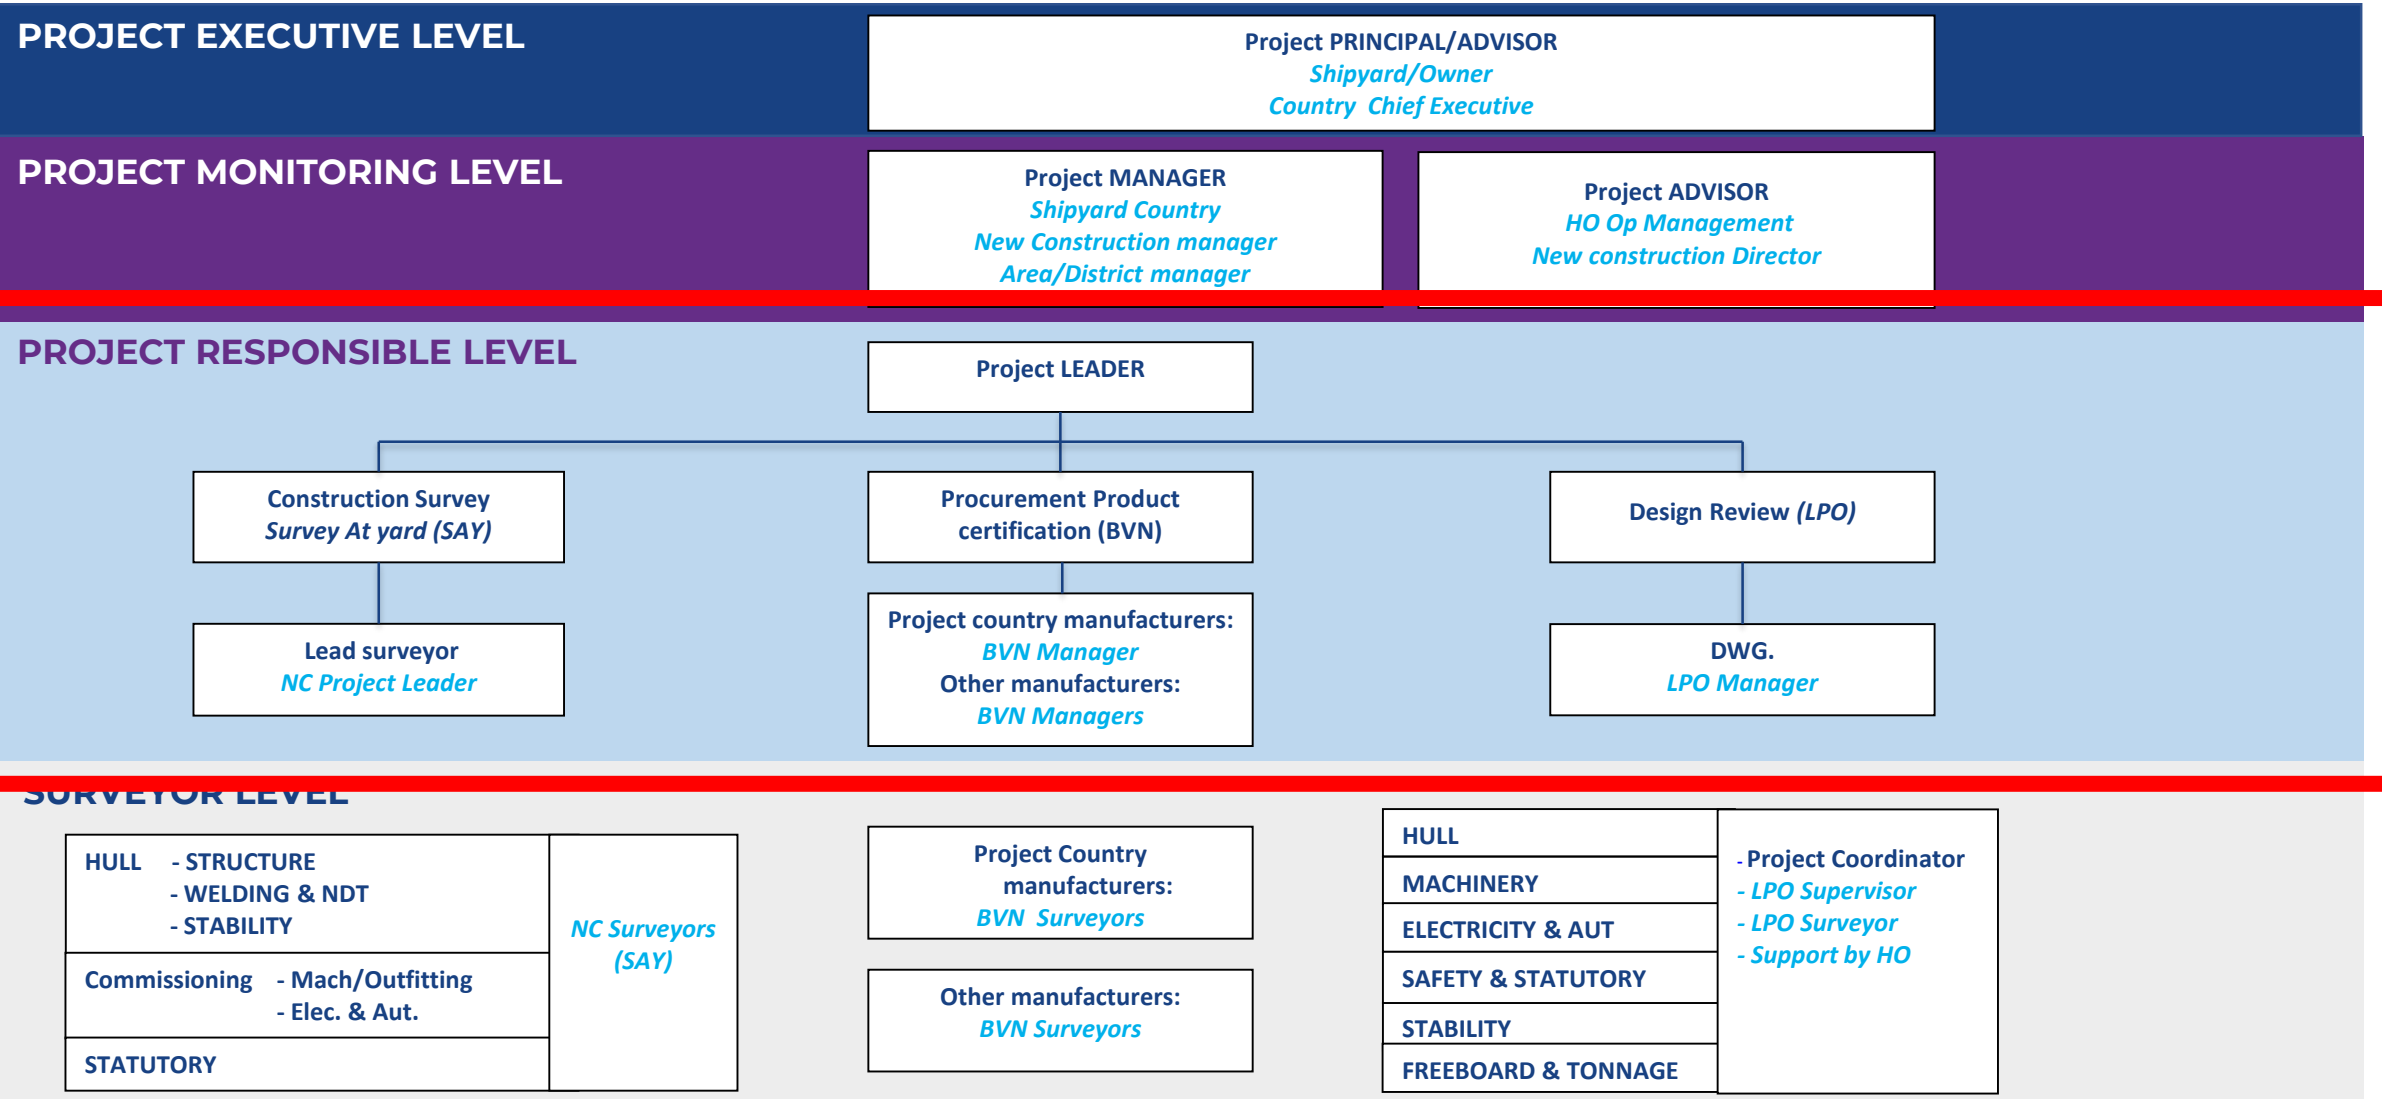 PROJECT EXECUTIVE LEVEL
Project PRINCIPAL/ADVISOR
Shipyard/Owner
Country Chief Executive
PROJECT MONITORING LEVEL
Project MANAGER
Shipyard Country
New Construction manager
Area/District manager
Project ADVISOR
HO Op Management
New construction Director
PROJECT RESPONSIBLE LEVEL
Project LEADER
Construction Survey
Survey At yard (SAY)
Procurement Product
certification (BVN)
Design Review (LPO)
Lead surveyor
NC Project Leader
Project country manufacturers:
BVN Manager
Other manufacturers:
BVN Managers
DWG.
LPO Manager
SURVEYOR LEVEL
HULL - STRUCTURE
- WELDING & NDT
- STABILITY
Commissioning - Mach/Outfitting
- Elec. & Aut.
STATUTORY
NC Surveyors
(SAY)
Project Country
manufacturers:
BVN Surveyors
Other manufacturers:
BVN Surveyors
HULL
MACHINERY
ELECTRICITY & AUT
SAFETY & STATUTORY
STABILITY
FREEBOARD & TONNAGE
- Project Coordinator
- LPO Supervisor
- LPO Surveyor
- Support by HO